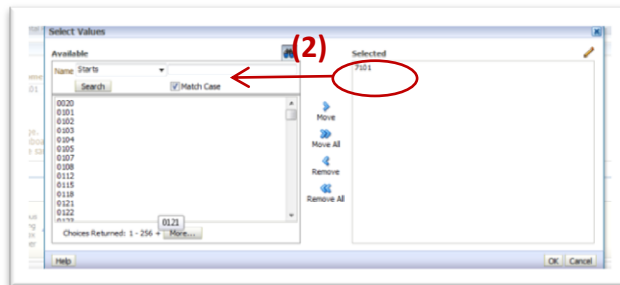 Select Values
Available
(2)
Selected
Name Starts
7101
Search
Match Case
0020
0101
0102
0103
0104
0105
0107
0108
0112
0115
0118
0121
0122
Move
Move All
Remove
Remove All
0121
Choices Returned: 1 - 256 + More...
Help
OK Cancel